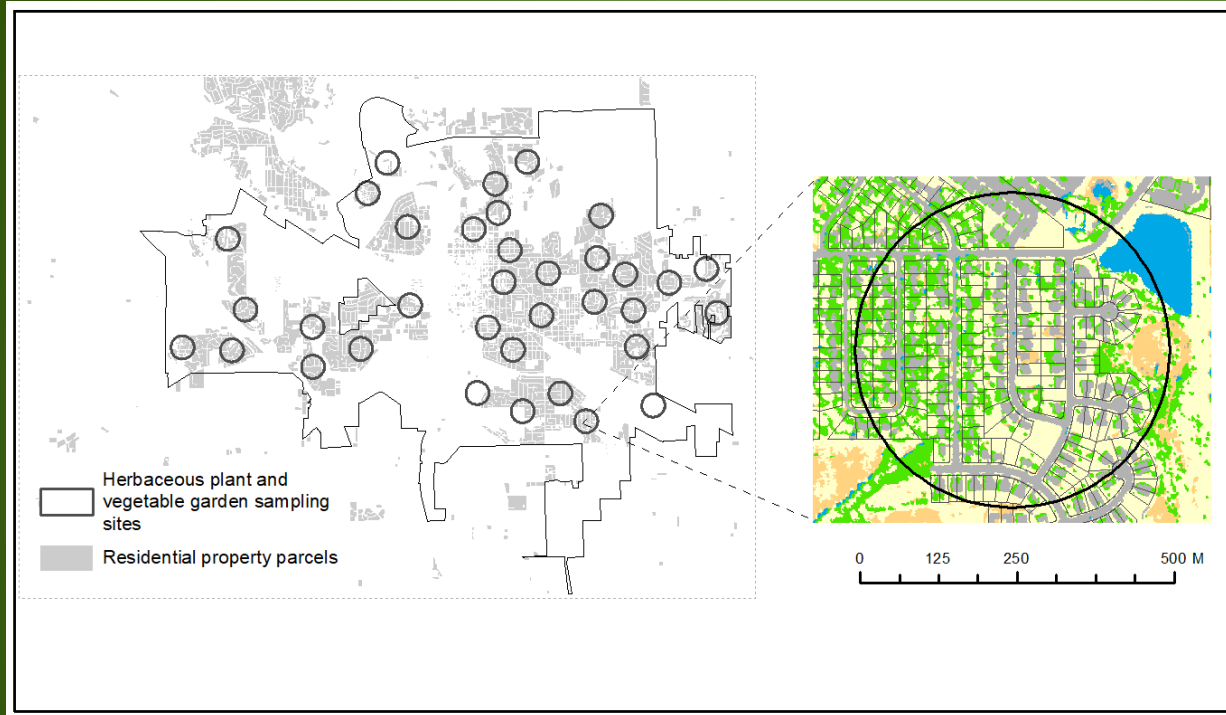 Herbaceous plant and
vegetable garden sampling
sites
Residential property parcels
0 125 250 500 M